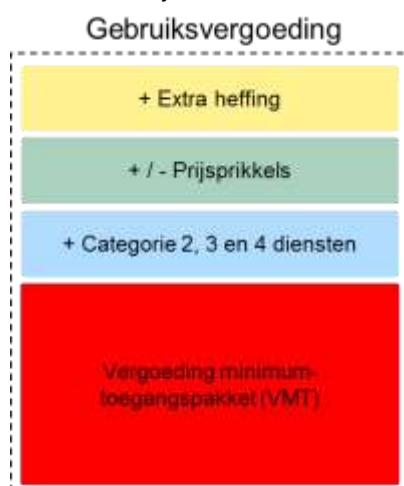 Gebruiksvergoeding
+ Extra heffing
+ / - Prijsprikkels
+ Categorie 2, 3 en 4 diensten
Vergoeding minimum-
toegangspakket (VMT)